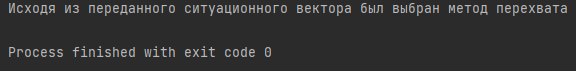 Исходя из переданного ситуационного вектора был выбран метод перехвата
Process finished with exit code 0